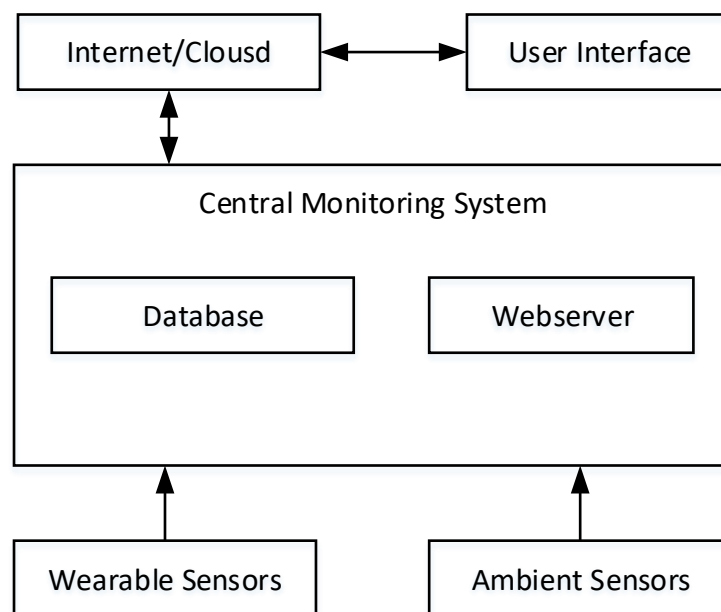 Internet/Clousd
User Interface
Central Monitoring System
Database
Webserver
Wearable Sensors
Ambient Sensors